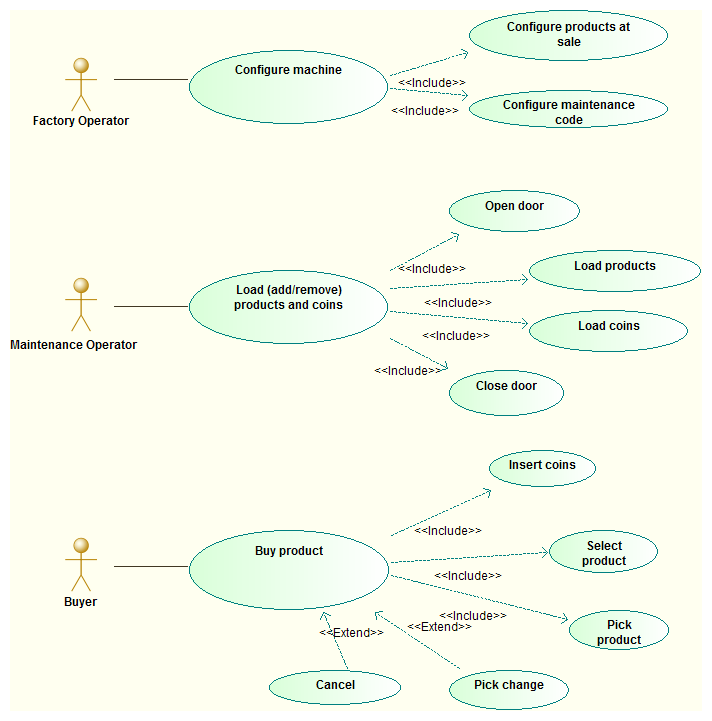 Configure products at
sale
Configure machine
<<Include>>
Configure maintenance
code
<<Include>>
Factory Operator
Open door
<<Include>>
Load products
Load (add/remove)
products and coins
<<Include>>
Load coins
<<Include>>
Maintenance Operator
<<Include>>
Close door
Insert coins
<<Include>>
Buy product
Select
product
<<Include>>
Buyer
<<Include>>
<<Extend>>
<<Extend>>
Pick
product
Cancel
Pick change